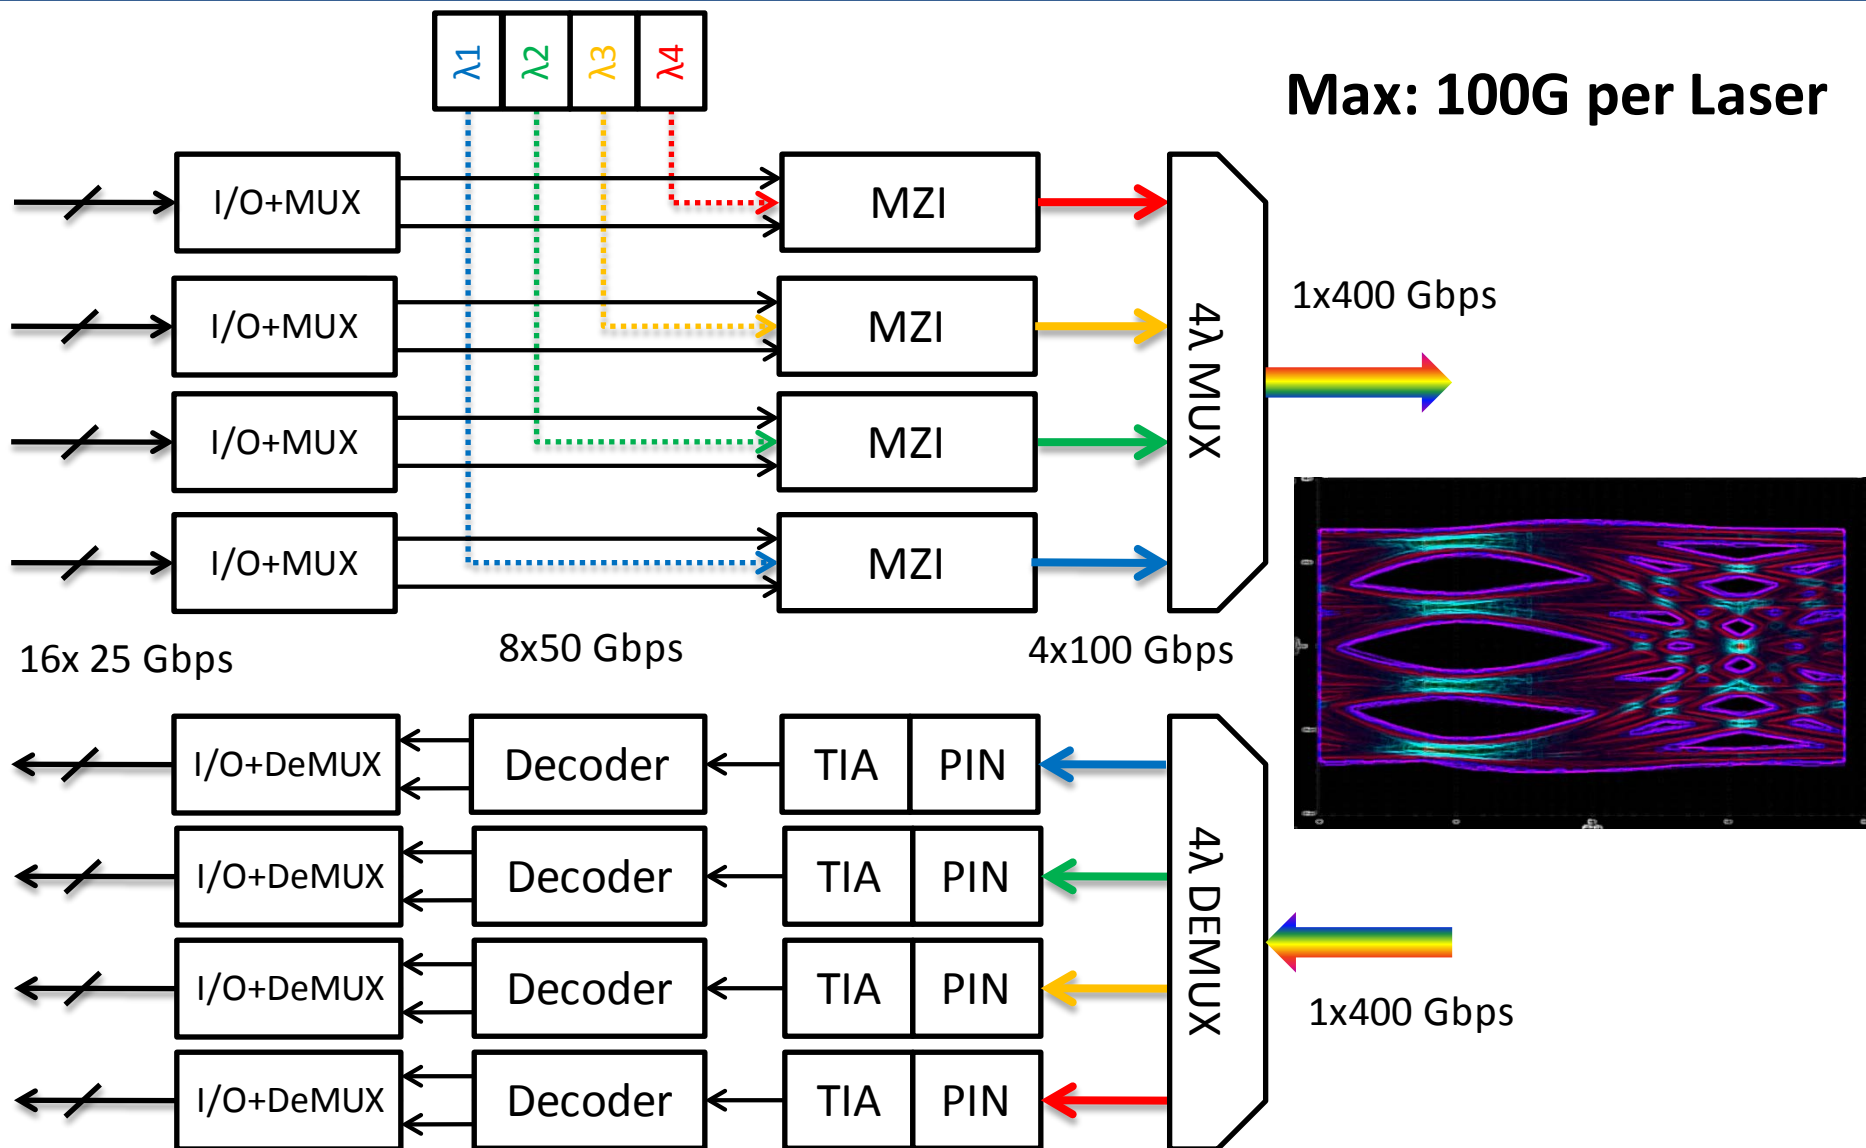 λ1 λ2 λ3 λ4
Max: 100G per Laser
I/O+MUX
MZI
I/O+MUX
MZI
I/O+MUX
MZI
I/O+MUX
MZI
4λ MUX
1x400 Gbps
16x 25 Gbps
8x50 Gbps
4x100 Gbps
I/O+DeMUX
Decoder
TIA
PIN
I/O+DeMUX
Decoder
TIA
PIN
I/O+DeMUX
Decoder
TIA
PIN
I/O+DeMUX
Decoder
TIA
PIN
4λ DEMUX
1x400 Gbps